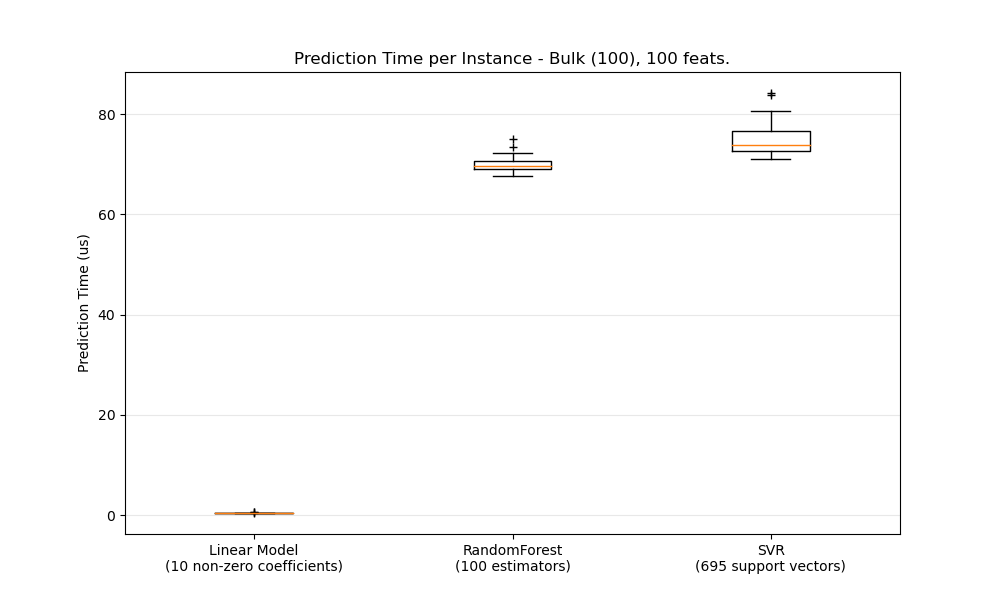 Prediction Time per Instance - Bulk (100), 100 feats.
Prediction Time (us)
80
60
40
20
0
Linear Model
(10 non-zero coefficients)
RandomForest
(100 estimators)
SVR
(695 support vectors)